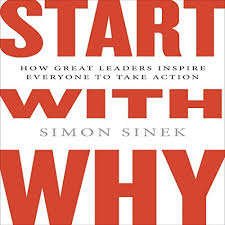 START
HOW GREAT LEADERS INSPIRE
EVERYONE TO TAKE ACTION
WITH
SIMON SINEK
WHY